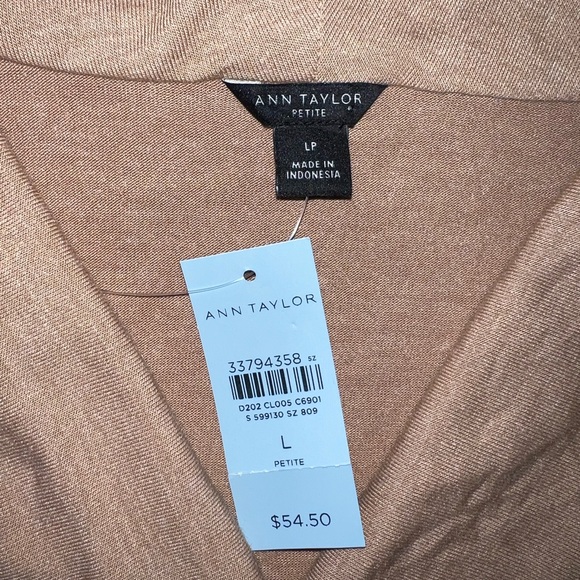 ANN TAYLOR
PETITE
LP
MADE IN
INDONESIA
ANN TAYLOR
33794358 SZ
D202 CL005 C6901
S 599130 SZ 809
L
PETITE
$54.50